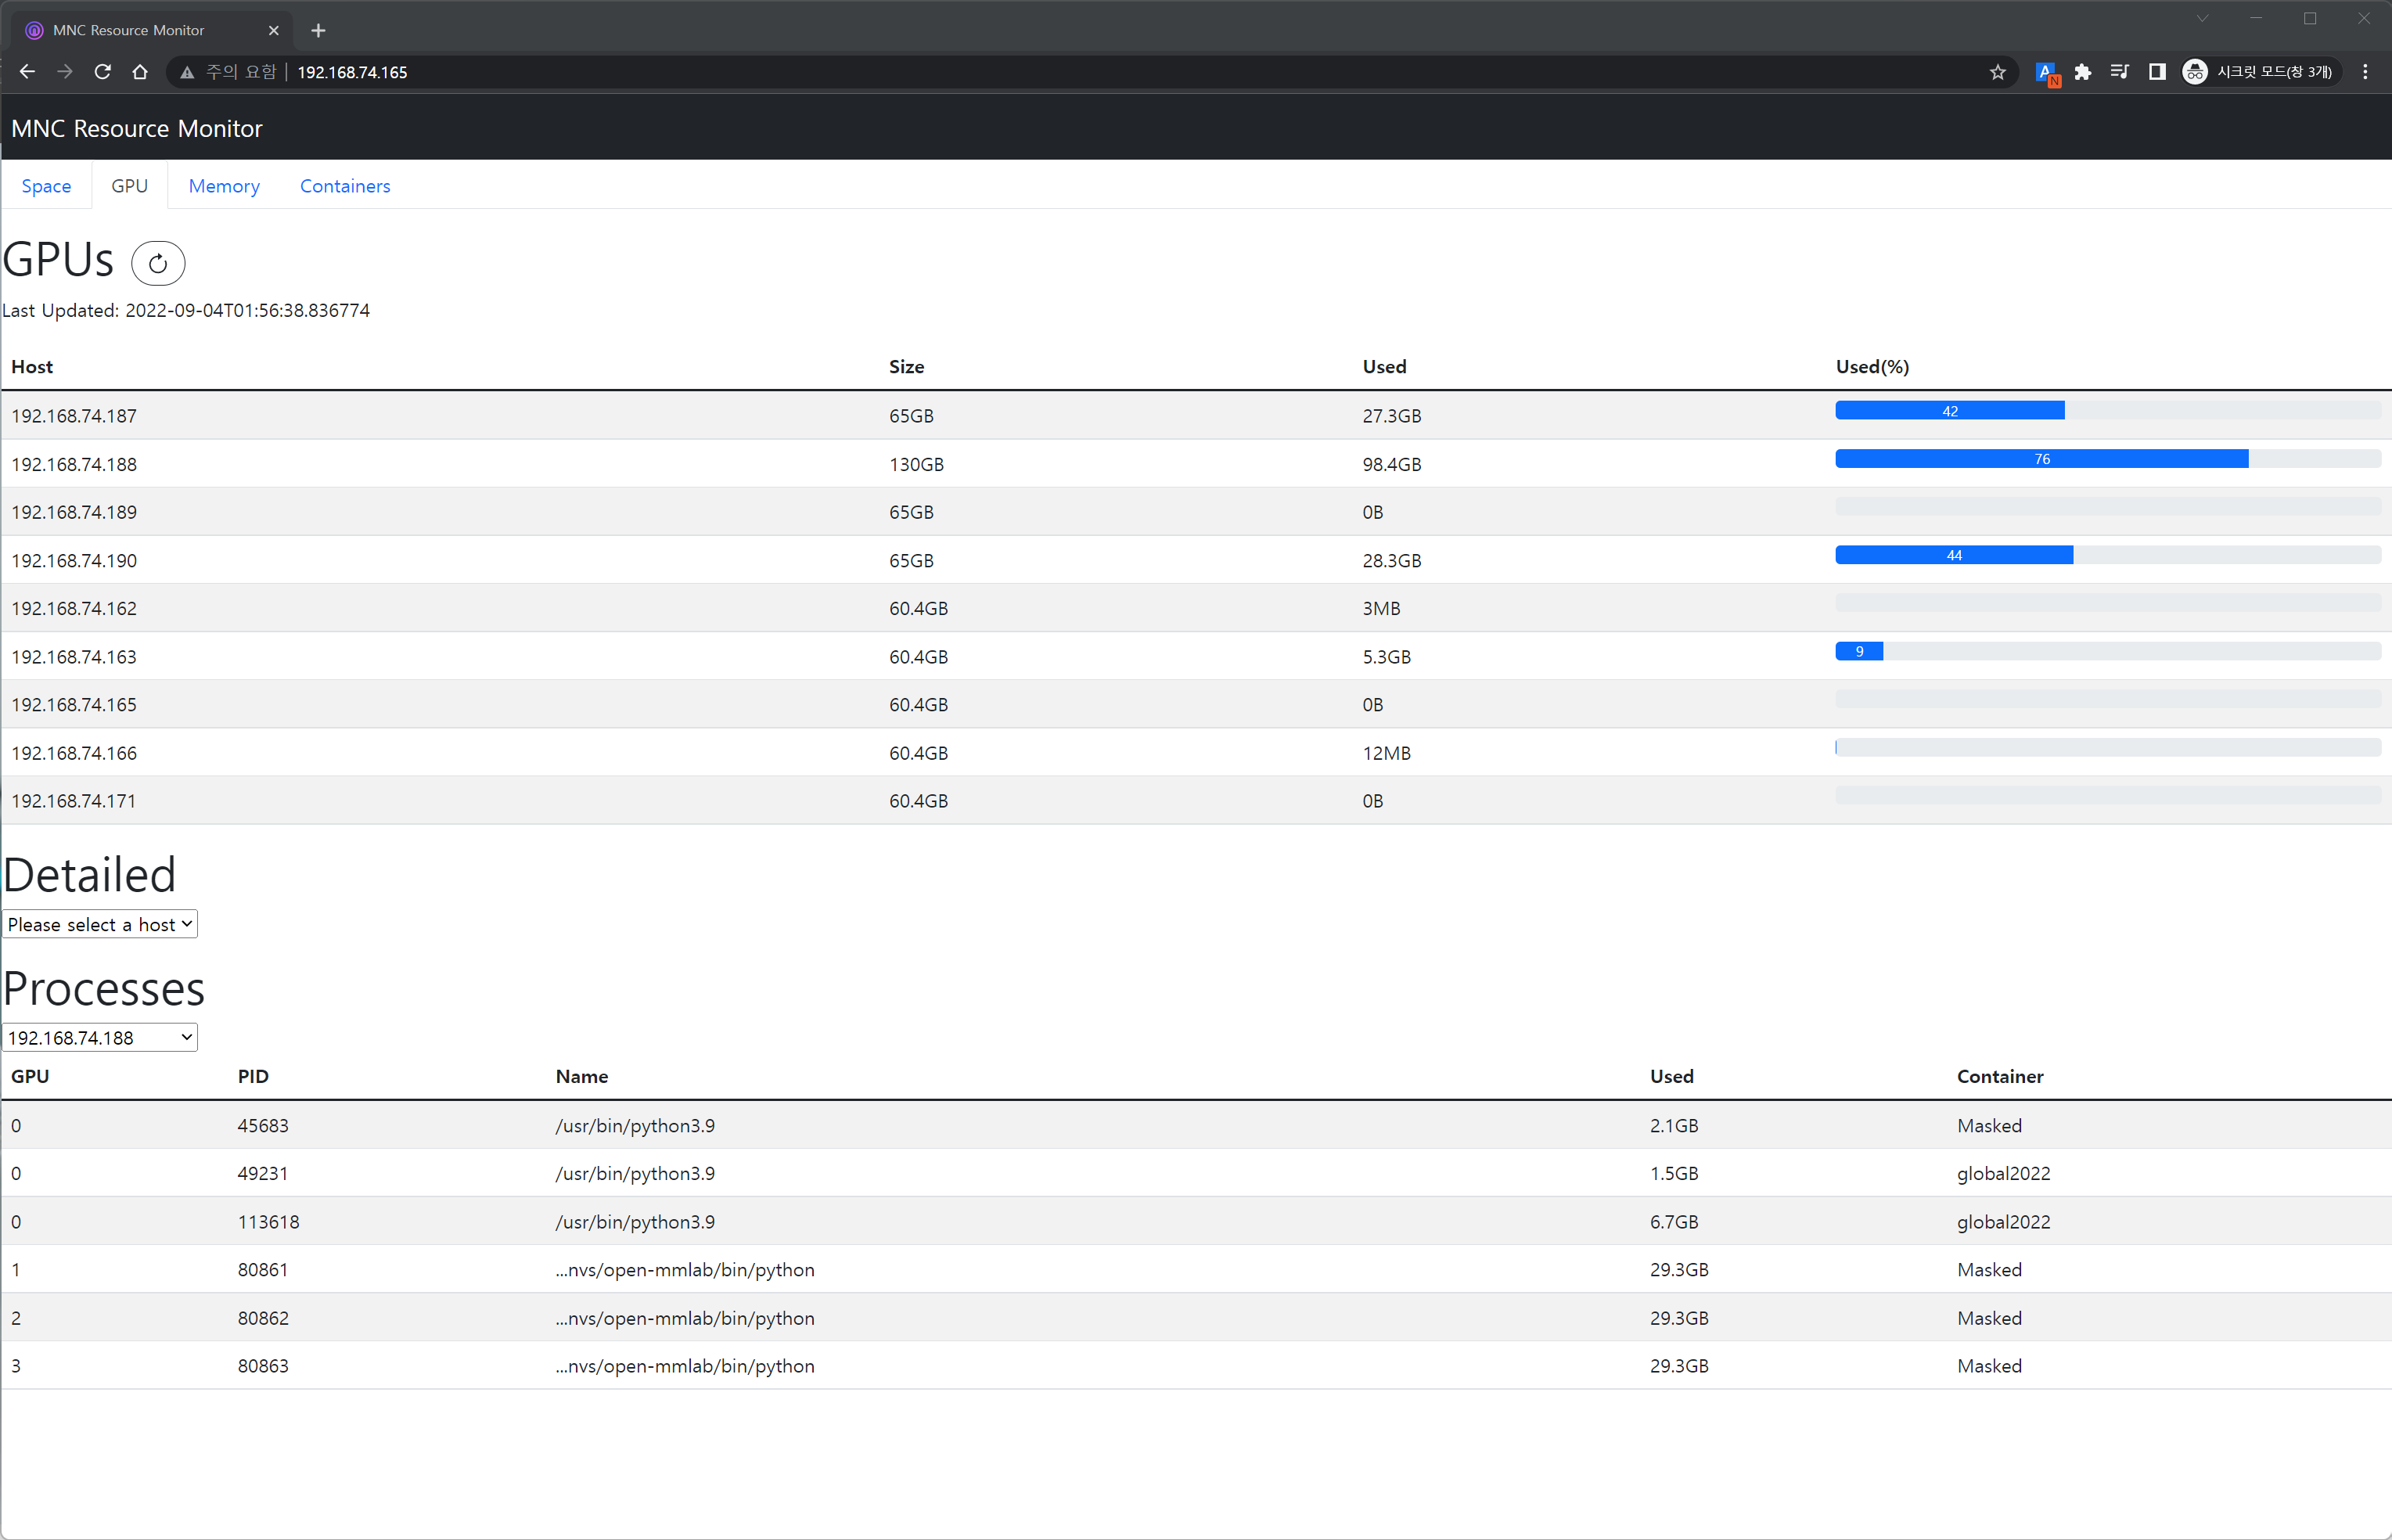 MNC Resource Monitor
주의 요함 192.168.74.165 A N 시크릿 모드(창 3개)
MNC Resource Monitor
Space GPU Memory Containers
GPUs
Last Updated: 2022-09-04T01:56:38.836774
Host Size Used Used(%)
192.168.74.187 65GB 27.3GB 42
192.168.74.188 130GB 98.4GB 76
192.168.74.189 65GB 0B
192.168.74.190 65GB 28.3GB 44
192.168.74.162 60.4GB 3MB
192.168.74.163 60.4GB 5.3GB 9
192.168.74.165 60.4GB 0B
192.168.74.166 60.4GB 12MB
192.168.74.171 60.4GB 0B
Detailed
Please select a host
Processes
192.168.74.188
GPU PID Name Used Container
0 45683 /usr/bin/python3.9 2.1GB Masked
0 49231 /usr/bin/python3.9 1.5GB global2022
0 113618 /usr/bin/python3.9 6.7GB global2022
1 80861 ...nvs/open-mmlab/bin/python 29.3GB Masked
2 80862 ...nvs/open-mmlab/bin/python 29.3GB Masked
3 80863 ...nvs/open-mmlab/bin/python 29.3GB Masked